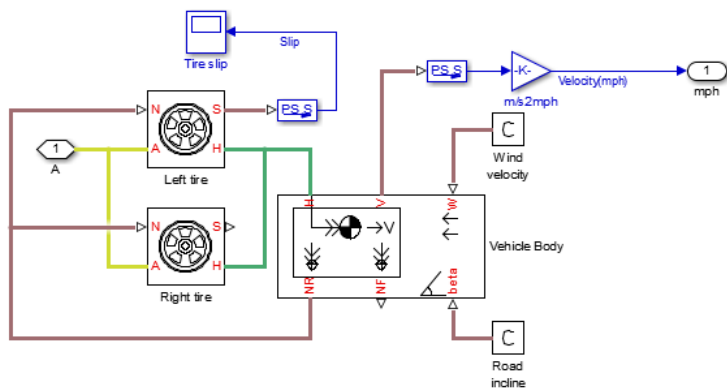 Slip
Tire slip
PS S
-K-
Velocity(mph)
1
mph
m/s2mph
N
S
PS S
1
A
A
H
Left tire
C
Wind
velocity
N
S
A
H
Right tire
H
V
W
V
NR
NF
beta
Vehicle Body
C
Road
incline